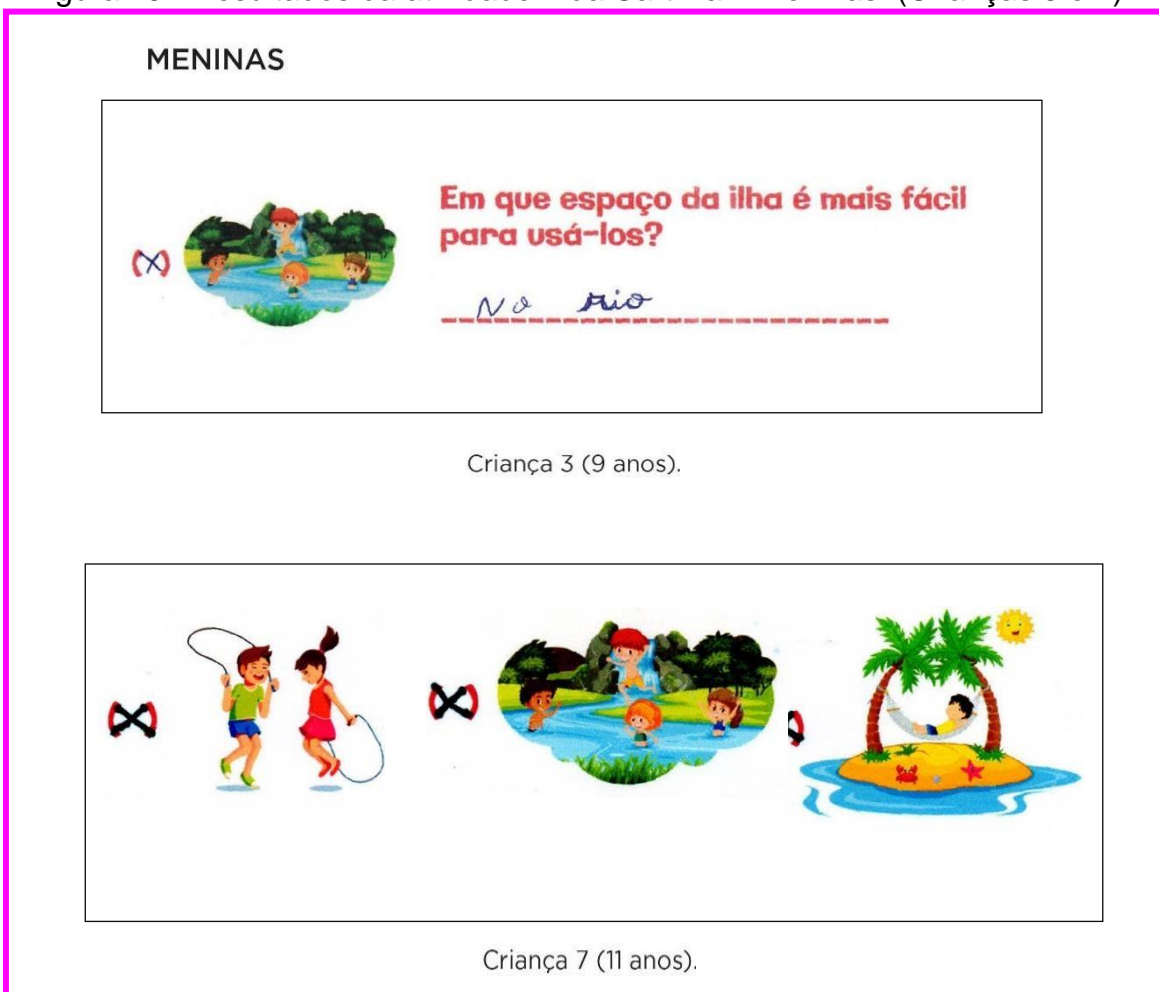 MENINAS
(X)
Em que espaço da ilha é mais fácil
para usá-los?
No rio
Criança 3 (9 anos).
(X) (X)
Criança 7 (11 anos).